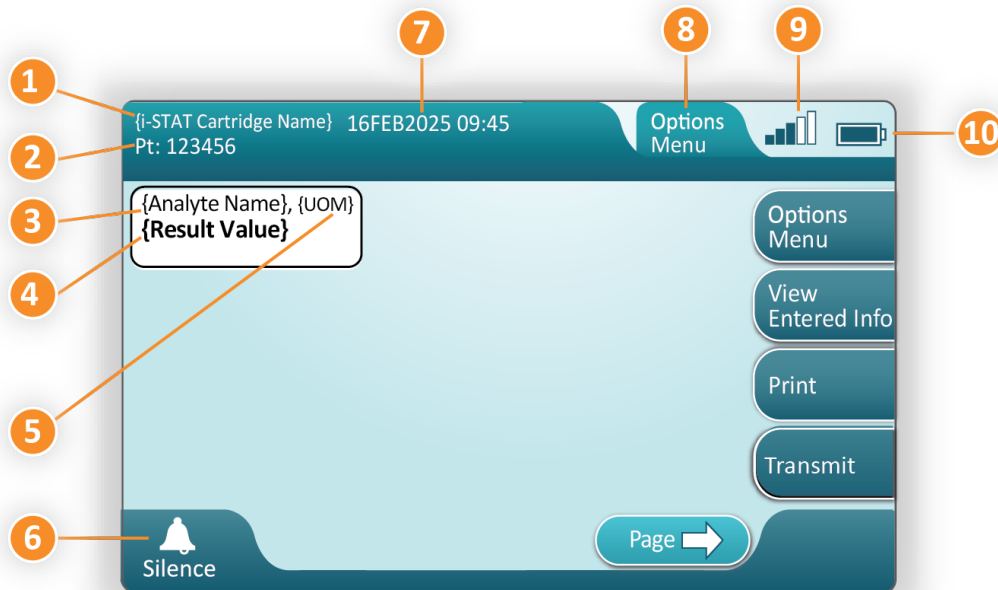 7
8
9
1
{i-STAT Cartridge Name} 16FEB2025 09:45
Options
Menu
10
2
Pt: 123456
3
{Analyte Name}, {UOM}
{Result Value}
Options
Menu
4
View
Entered Info
Print
5
Transmit
6
Silence
Page